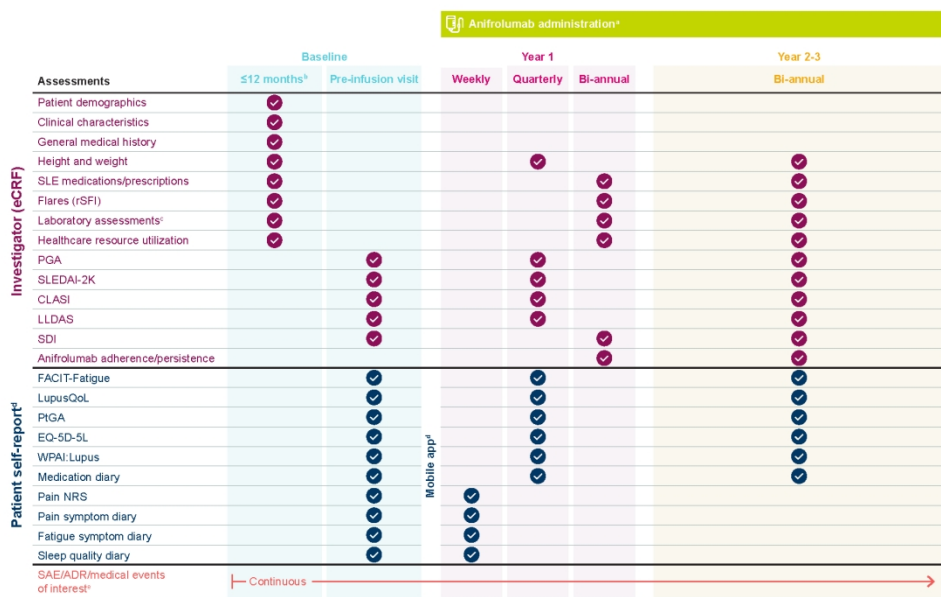 Anifrolumab administrationᵃ
Baseline
Year 1
Year 2-3
Assessments
≤12 months ᵇ
Pre-infusion visit
Weekly
Quarterly
Bi-annual
Bi-annual
Investigator (eCRF)
Patient demographics
Clinical characteristics
General medical history
Height and weight
SLE medications/prescriptions
Flares (rSFI)
Laboratory assessmentsᶜ
Healthcare resource utilization
PGA
SLEDAI-2K
CLASI
LLDAS
SDI
Anifrolumab adherence/persistence
Patient self-reportᵈ
Mobile appᵈ
FACIT-Fatigue
LupusQoL
PtGA
EQ-5D-5L
WPAI:Lupus
Medication diary
Pain NRS
Pain symptom diary
Fatigue symptom diary
Sleep quality diary
SAE/ADR/medical events
of interestᵉ
Continuous